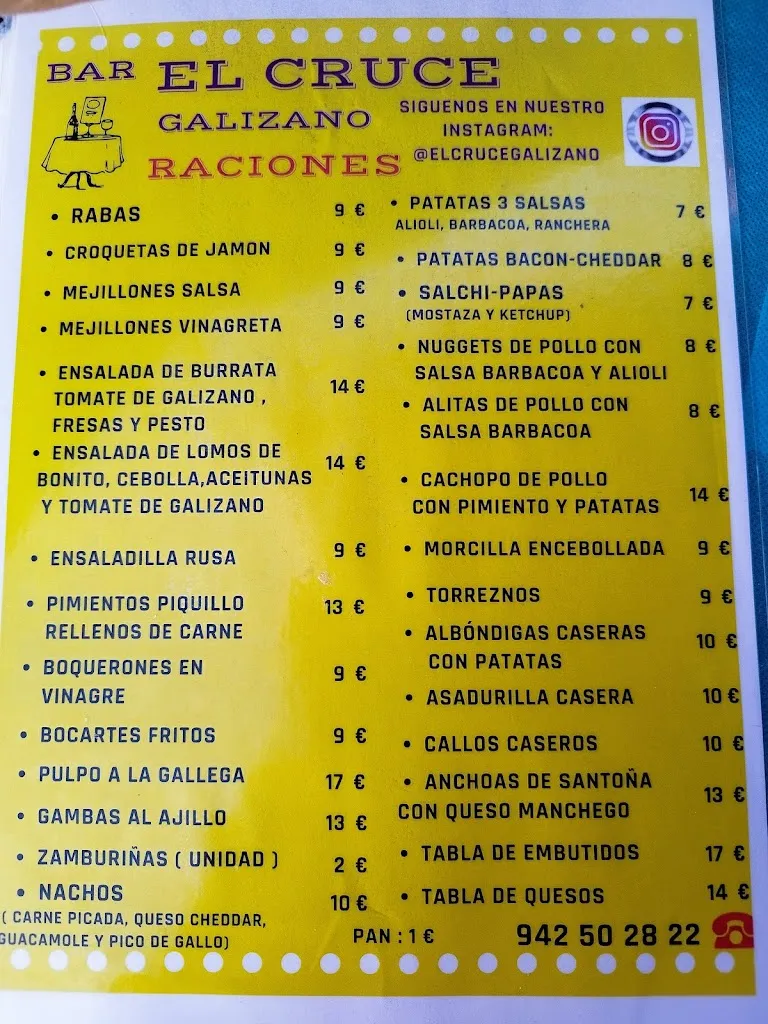 BAR EL CRUCE
GALIZANO
RACIONES
SIGUENOS EN NUESTRO
INSTAGRAM:
@ELCRUCEGALIZANO
• RABAS 9 €
• CROQUETAS DE JAMON 9 €
• MEJILLONES SALSA 9 €
• MEJILLONES VINAGRETA 9 €
• ENSALADA DE BURRATA
TOMATE DE GALIZANO , 14 €
FRESAS Y PESTO
• ENSALADA DE LOMOS DE
BONITO, CEBOLLA,ACEITUNAS 14 €
Y TOMATE DE GALIZANO
• ENSALADILLA RUSA 9 €
• PIMIENTOS PIQUILLO 13 €
RELLENOS DE CARNE
• BOQUERONES EN 9 €
VINAGRE
• BOCARTES FRITOS 9 €
• PULPO A LA GALLEGA 17 €
• GAMBAS AL AJILLO 13 €
• ZAMBURIÑAS ( UNIDAD ) 2 €
• NACHOS 10 €
( CARNE PICADA, QUESO CHEDDAR,
GUACAMOLE Y PICO DE GALLO)
• PATATAS 3 SALSAS 7 €
ALIOLI, BARBACOA, RANCHERA
• PATATAS BACON-CHEDDAR 8 €
• SALCHI-PAPAS 7 €
(MOSTAZA Y KETCHUP)
• NUGGETS DE POLLO CON 8 €
SALSA BARBACOA Y ALIOLI
• ALITAS DE POLLO CON 8 €
SALSA BARBACOA
• CACHOPO DE POLLO
CON PIMIENTO Y PATATAS 14 €
• MORCILLA ENCEBOLLADA 9 €
• TORREZNOS 9 €
• ALBÓNDIGAS CASERAS 10 €
CON PATATAS
• ASADURILLA CASERA 10 €
• CALLOS CASEROS 10 €
• ANCHOAS DE SANTOÑA 13 €
CON QUESO MANCHEGO
• TABLA DE EMBUTIDOS 17 €
• TABLA DE QUESOS 14 €
PAN : 1 €
942 50 28 22